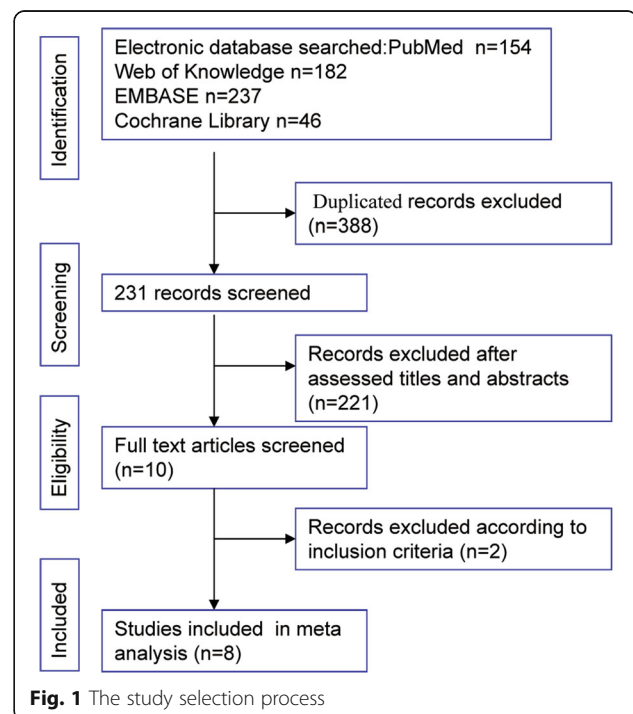 Identification
Electronic database searched:PubMed n=154
Web of Knowledge n=182
EMBASE n=237
Cochrane Library n=46
Duplicated records excluded
(n=388)
Screening
231 records screened
Records excluded after
assessed titles and abstracts
(n=221)
Eligibility
Full text articles screened
(n=10)
Records excluded according to
inclusion criteria (n=2)
Included
Studies included in meta
analysis (n=8)
Fig. 1 The study selection process